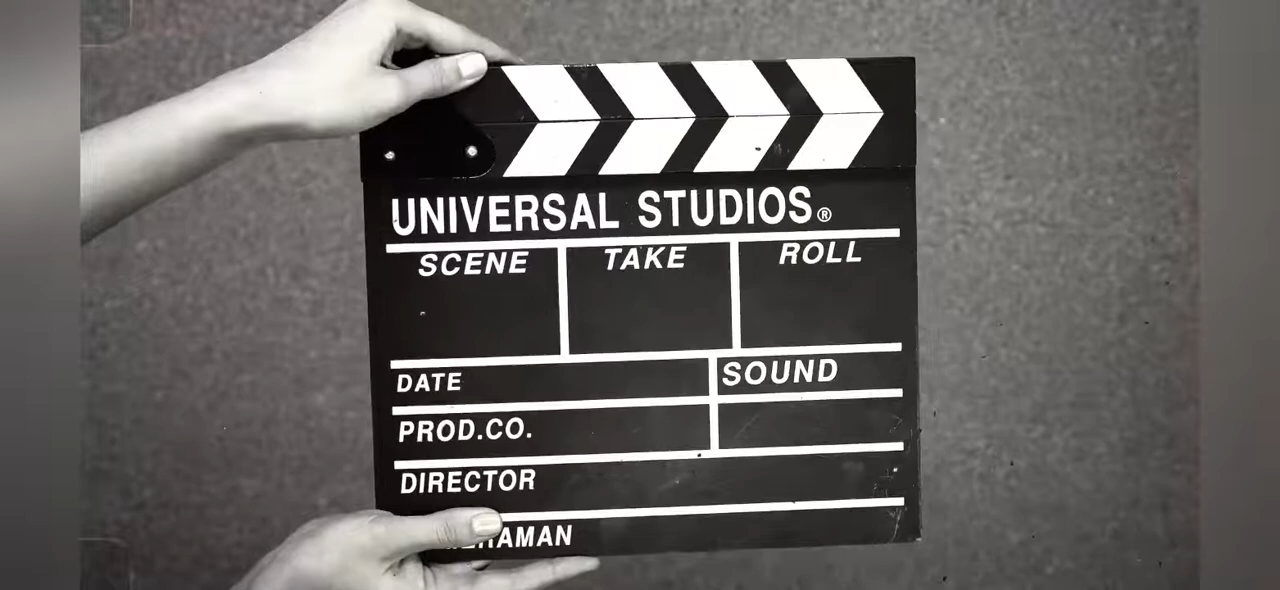 UNIVERSAL STUDIOS®
SCENE TAKE ROLL
DATE SOUND
PROD.CO.
DIRECTOR